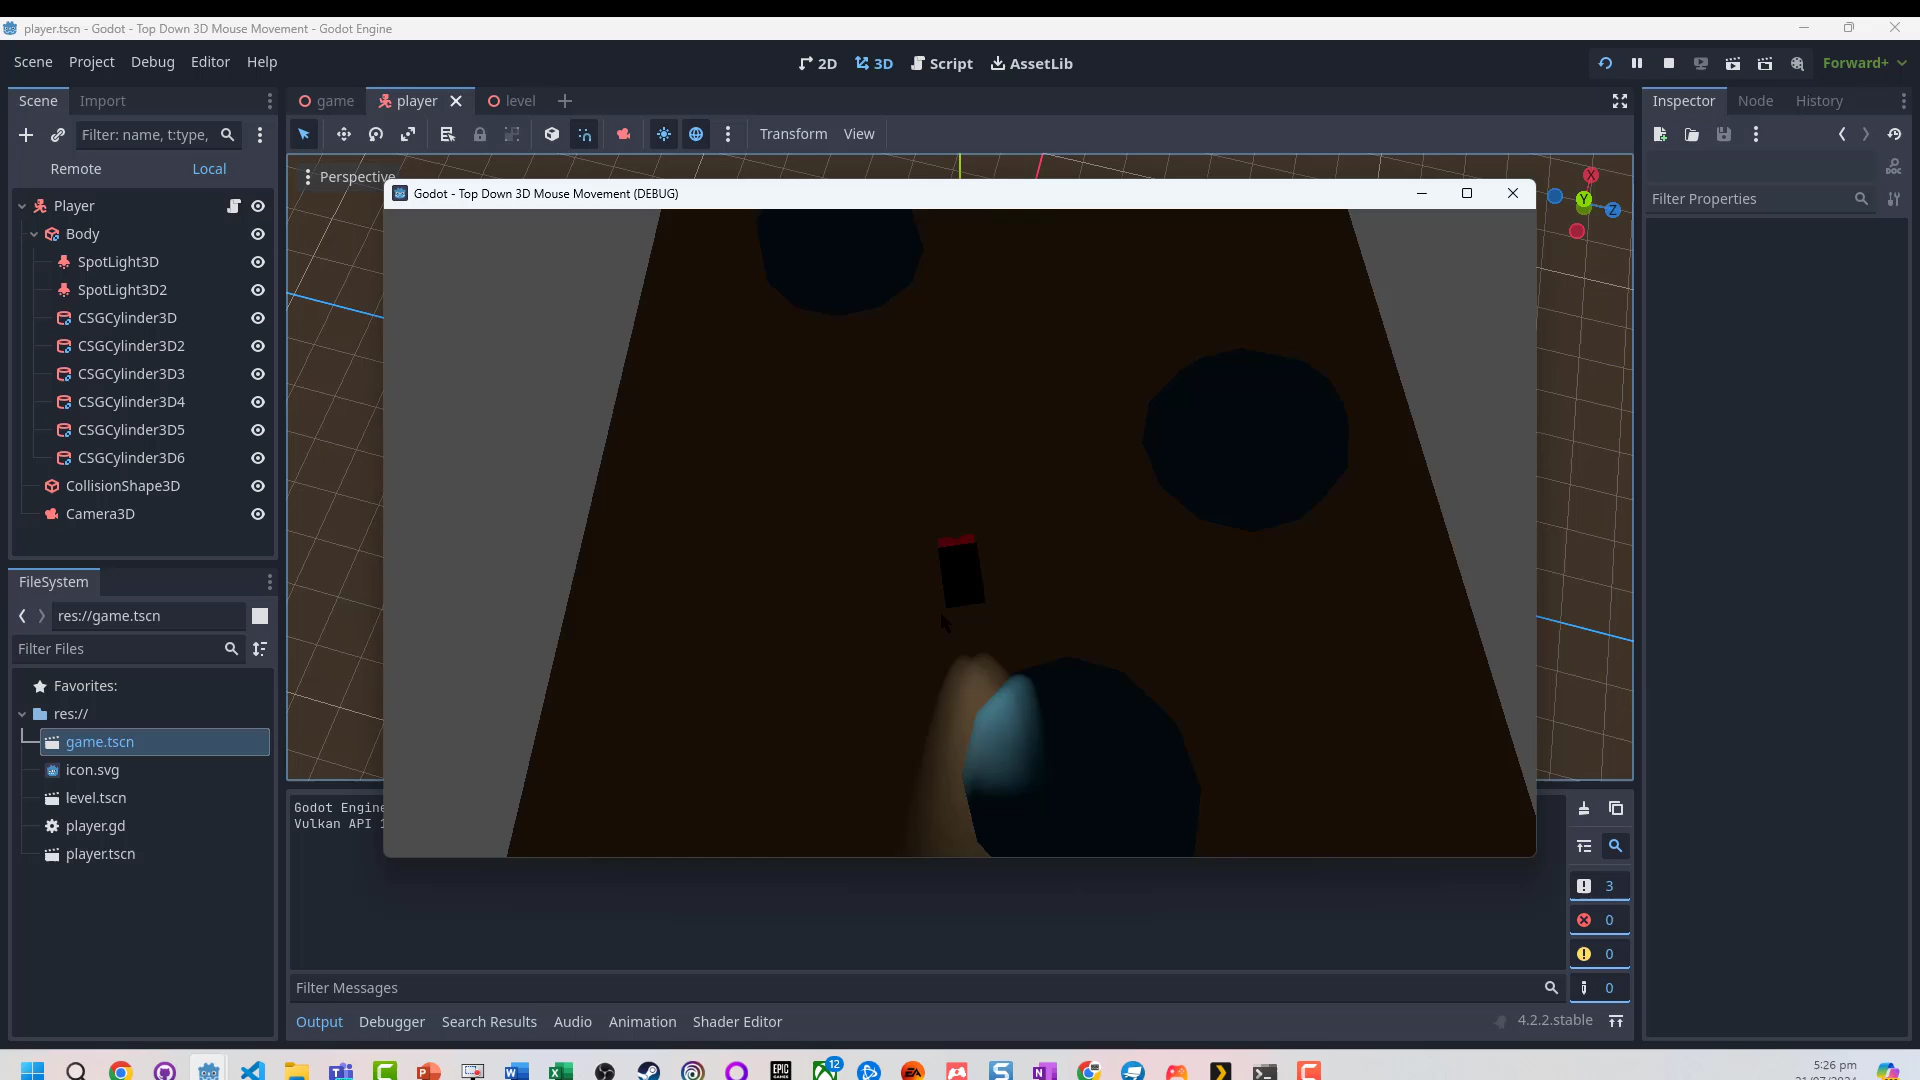 player.tscn - Godot - Top Down 3D Mouse Movement - Godot Engine
Scene Project Debug Editor Help
2D 3D Script AssetLib
Forward+
Scene Import
game player level
Inspector Node History
Filter: name, t:type,
Transform View
Remote Local
Perspective
Godot - Top Down 3D Mouse Movement (DEBUG)
X
Y
Z
Filter Properties
Player
Body
SpotLight3D
SpotLight3D2
CSGCylinder3D
CSGCylinder3D2
CSGCylinder3D3
CSGCylinder3D4
CSGCylinder3D5
CSGCylinder3D6
CollisionShape3D
Camera3D
FileSystem
res://game.tscn
Filter Files
Favorites:
res://
game.tscn
icon.svg
level.tscn
player.gd
player.tscn
Godot Engine
Vulkan API 1
3
0
0
0
Filter Messages
Output Debugger Search Results Audio Animation Shader Editor
4.2.2.stable
12
5:26 pm